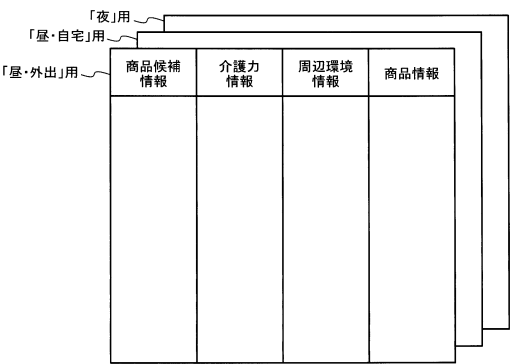 「夜」用
「昼・自宅」用
「昼・外出」用
商品候補
情報
介護力
情報
周辺環境
情報
商品情報